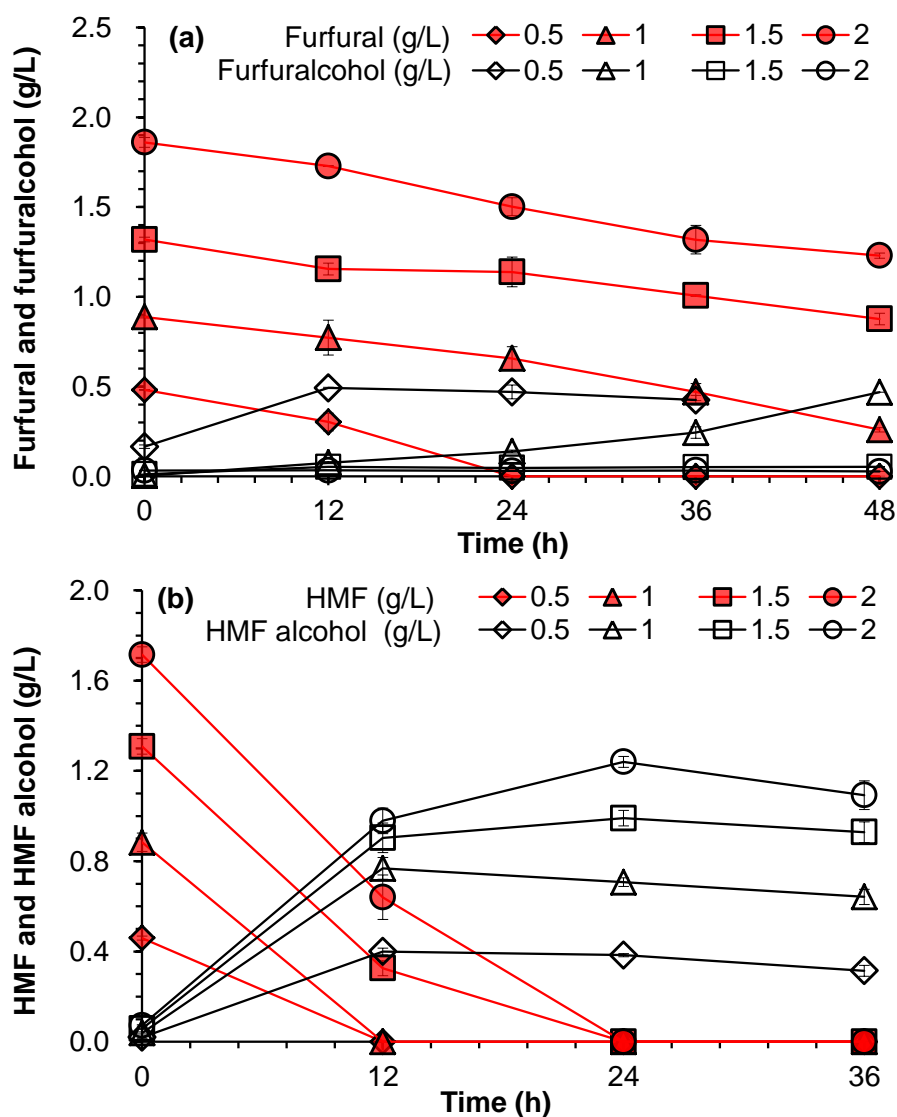 (a) Furfural (g/L) 0.5 1 1.5 2
Furfuralcohol (g/L) 0.5 1 1.5 2
Furfural and furfuralcohol (g/L)
2.5
2.0
1.5
1.0
0.5
0.0
0 12 24 36 48
Time (h)
(b) HMF (g/L) 0.5 1 1.5 2
HMF alcohol (g/L) 0.5 1 1.5 2
HMF and HMF alcohol (g/L)
2.0
1.6
1.2
0.8
0.4
0.0
0 12 24 36
Time (h)